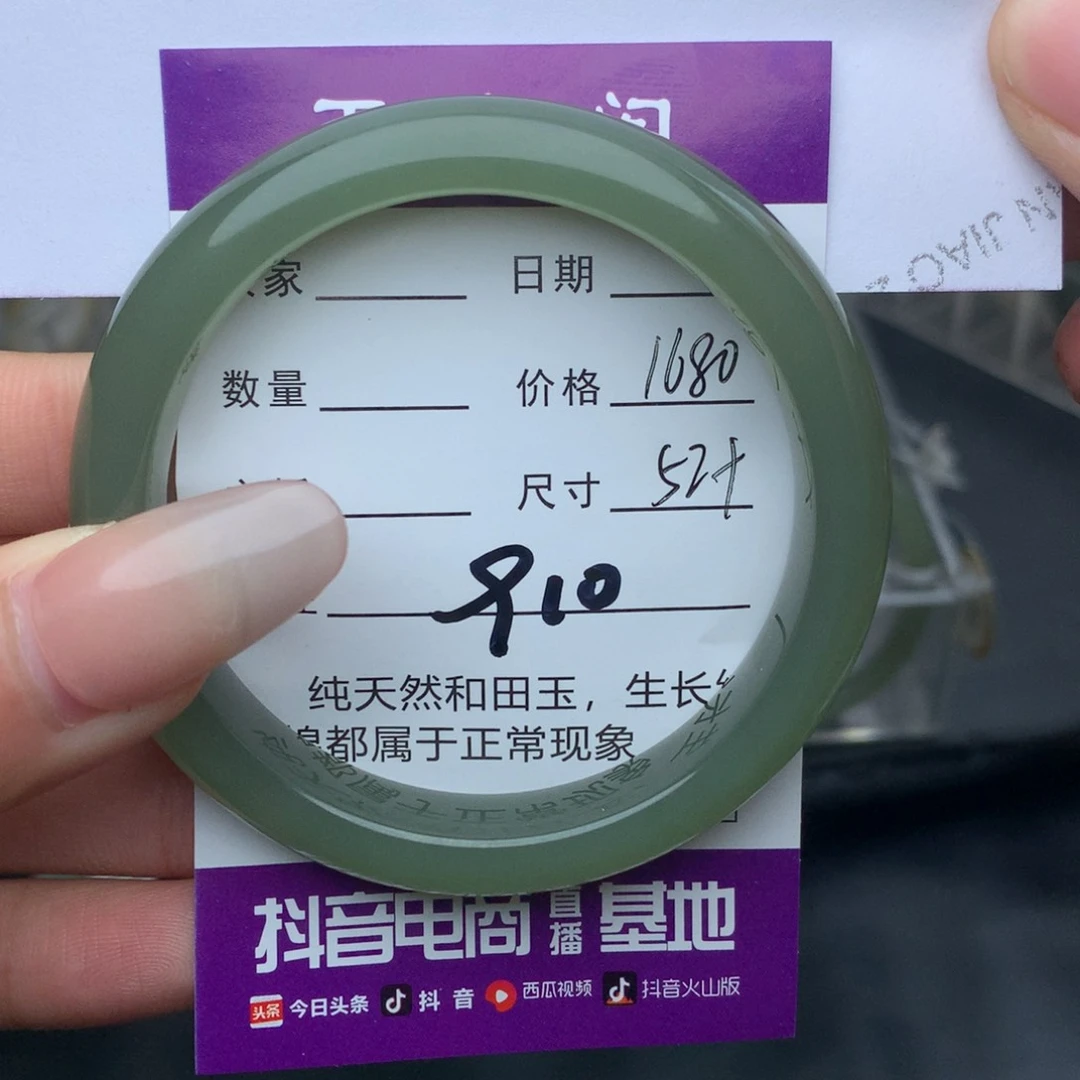 家 日期
数量 价格 1680
尺寸 52+
910
纯天然和田玉，生长
都属于正常现象
抖音电商直播基地
头条 今日头条 抖音 西瓜视频 抖音火山版